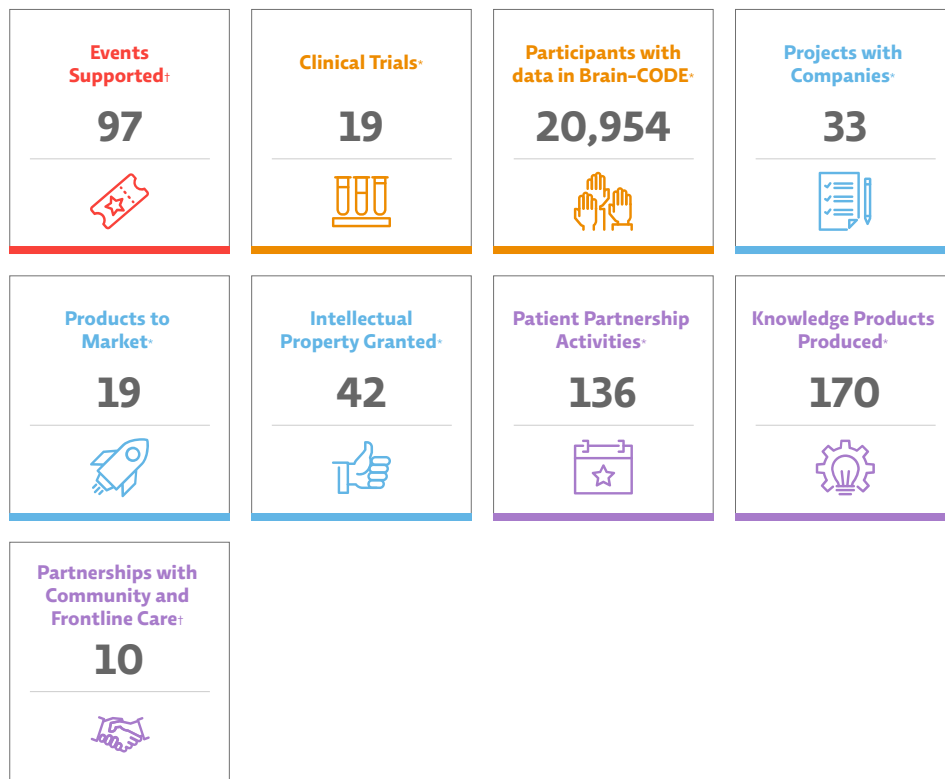 Events
Supported†
97
Clinical Trials*
19
Participants with
data in Brain-CODE*
20,954
Projects with
Companies*
33
Products to
Market*
19
Intellectual
Property Granted*
42
Patient Partnership
Activities*
136
Knowledge Products
Produced*
170
Partnerships with
Community and
Frontline Care†
10